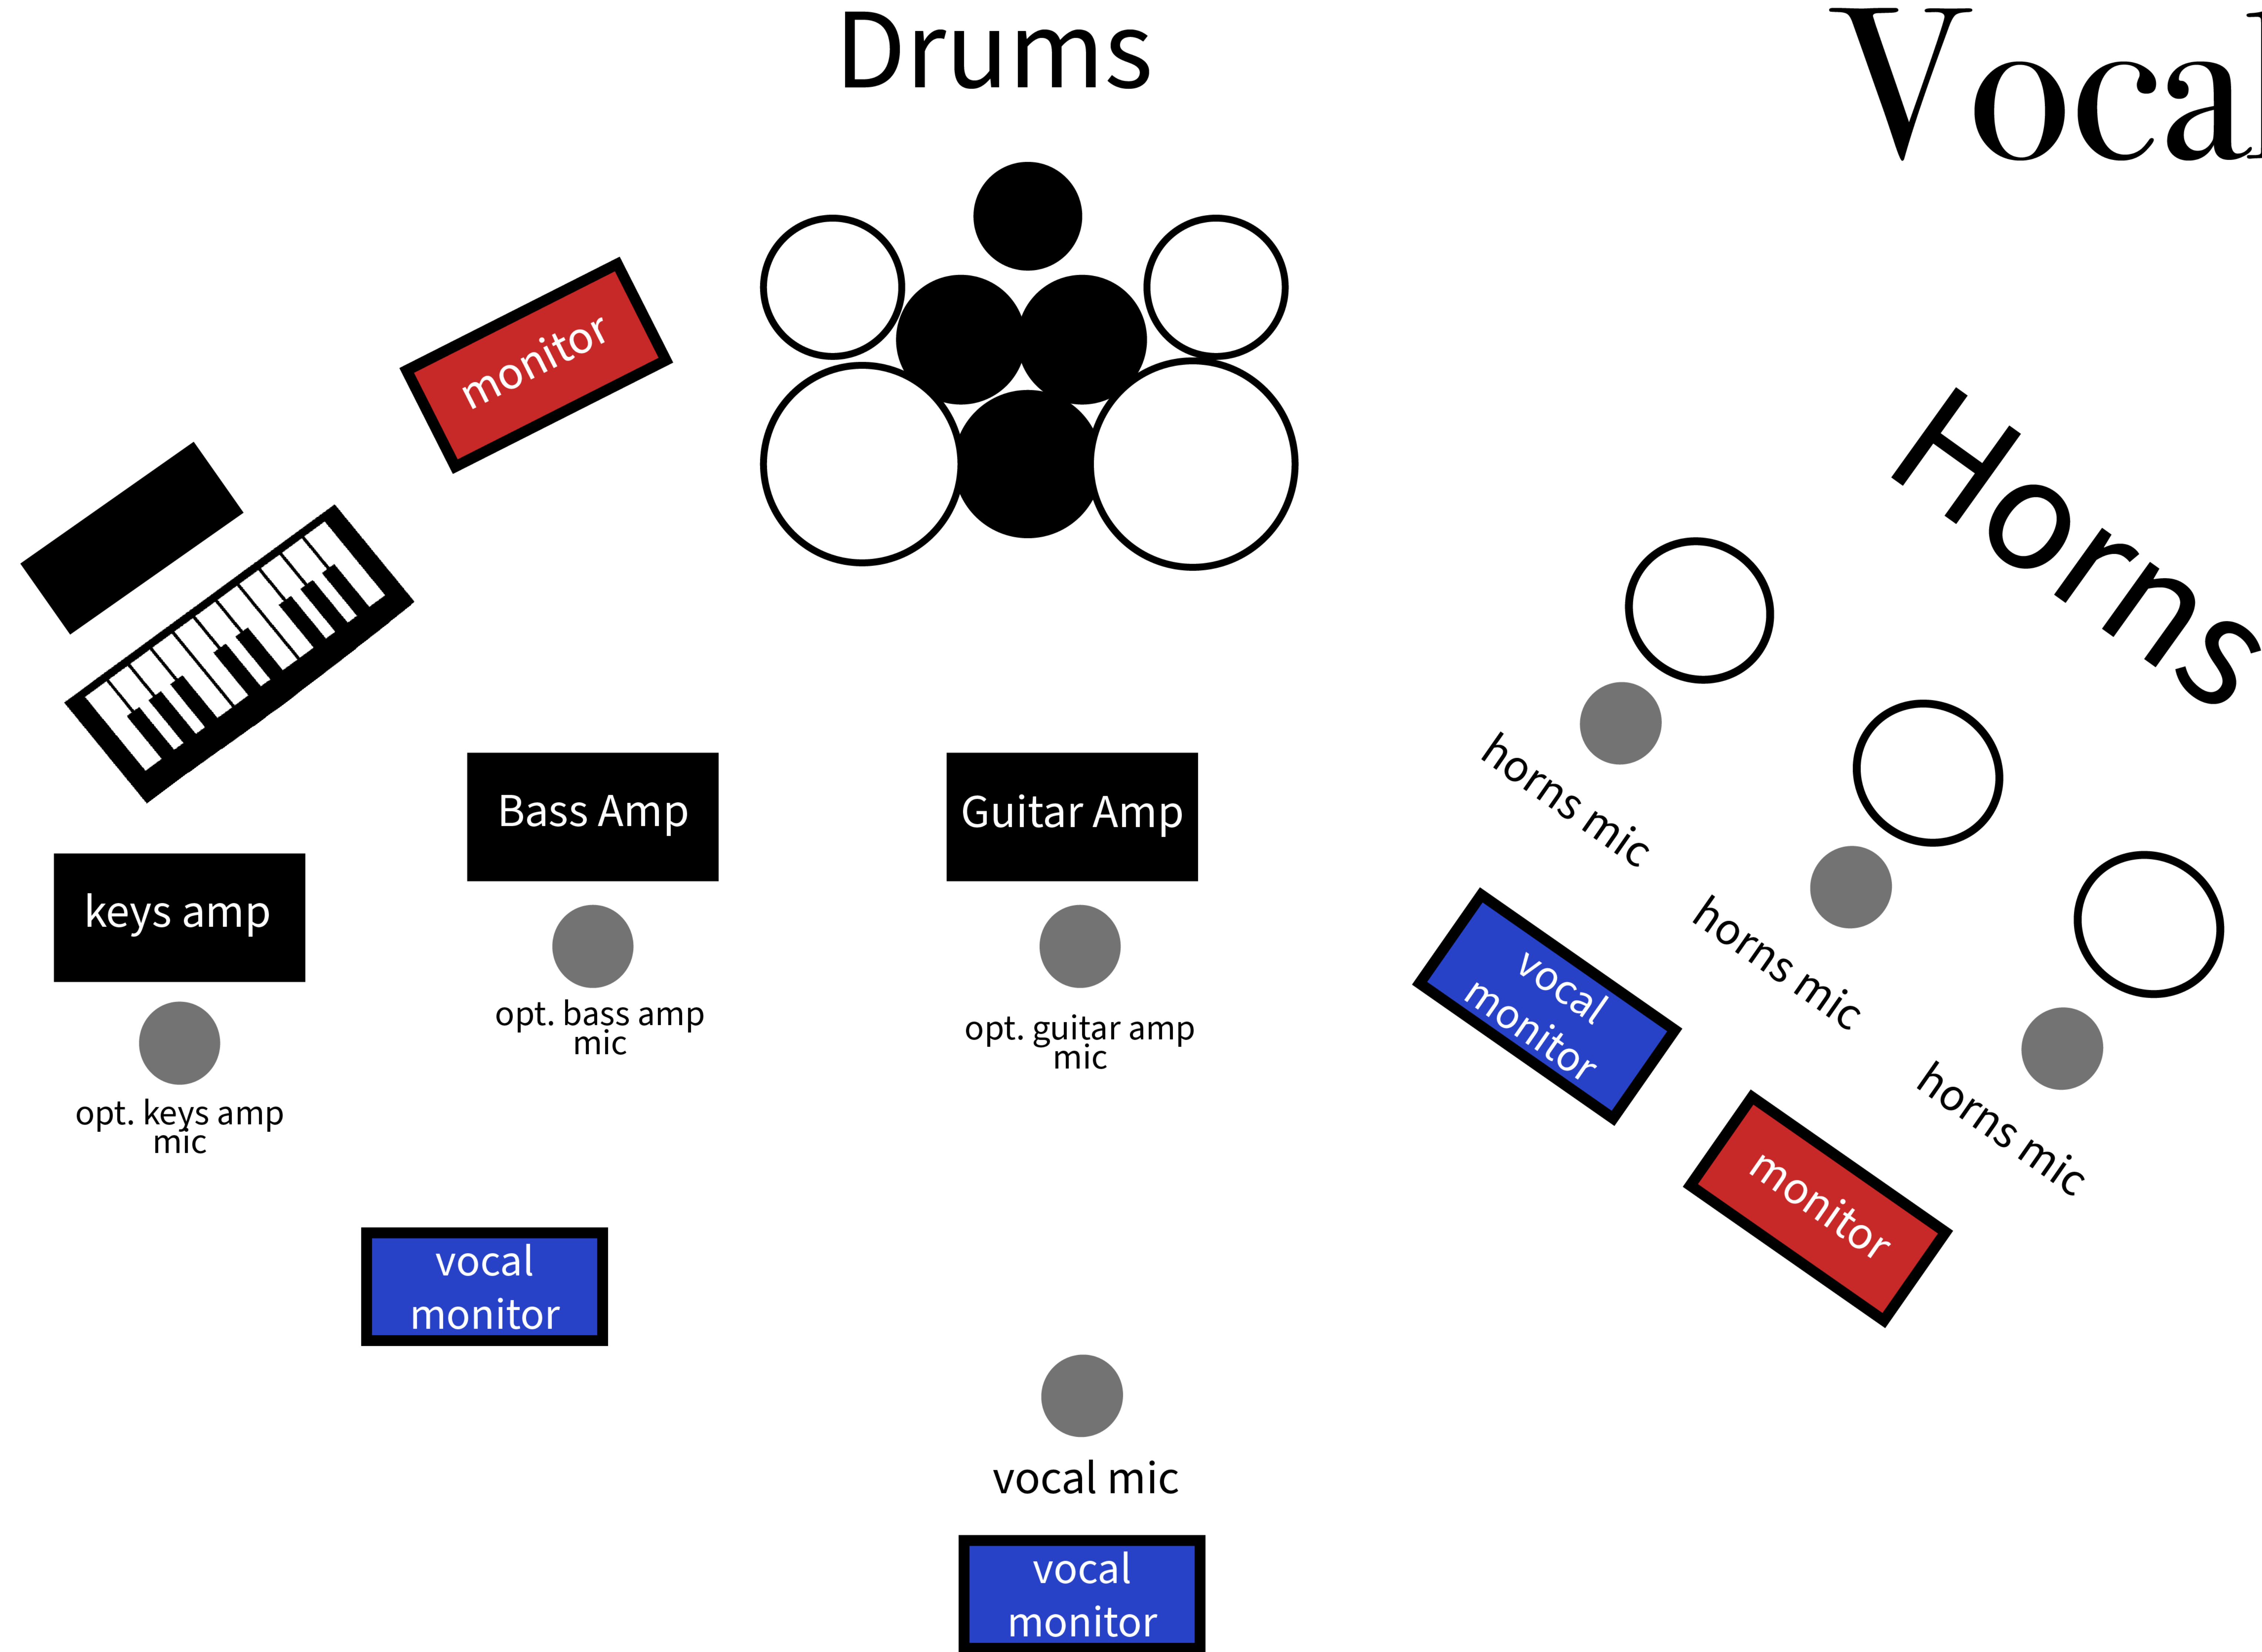 Drums
Vocal
monitor
Horns
Bass Amp
Guitar Amp
horns mic
keys amp
vocal
monitor
horns mic
opt. bass amp
mic
opt. guitar amp
mic
horns mic
opt. keys amp
mic
monitor
vocal
monitor
vocal mic
vocal
monitor